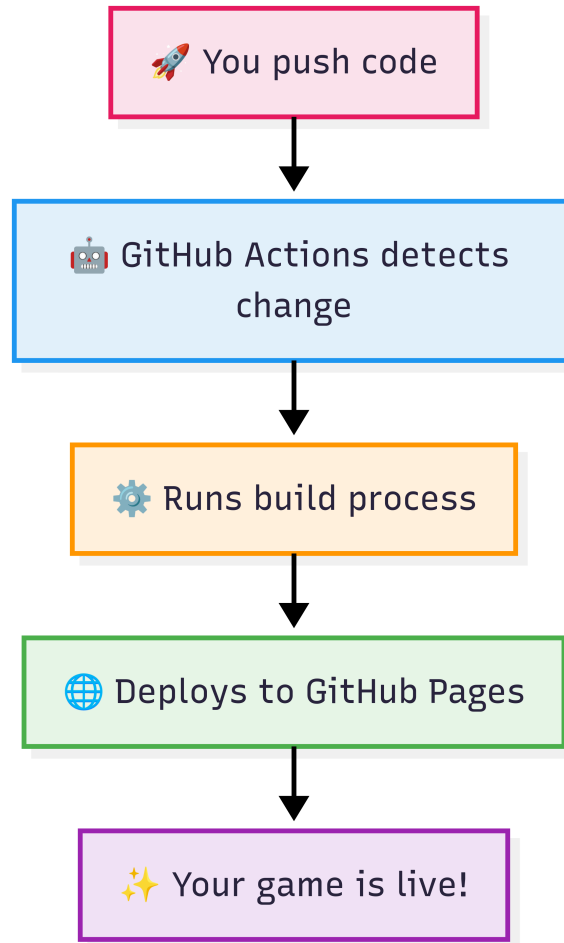 🚀 You push code
🤖 GitHub Actions detects
change
⚙️ Runs build process
🌐 Deploys to GitHub Pages
✨ Your game is live!